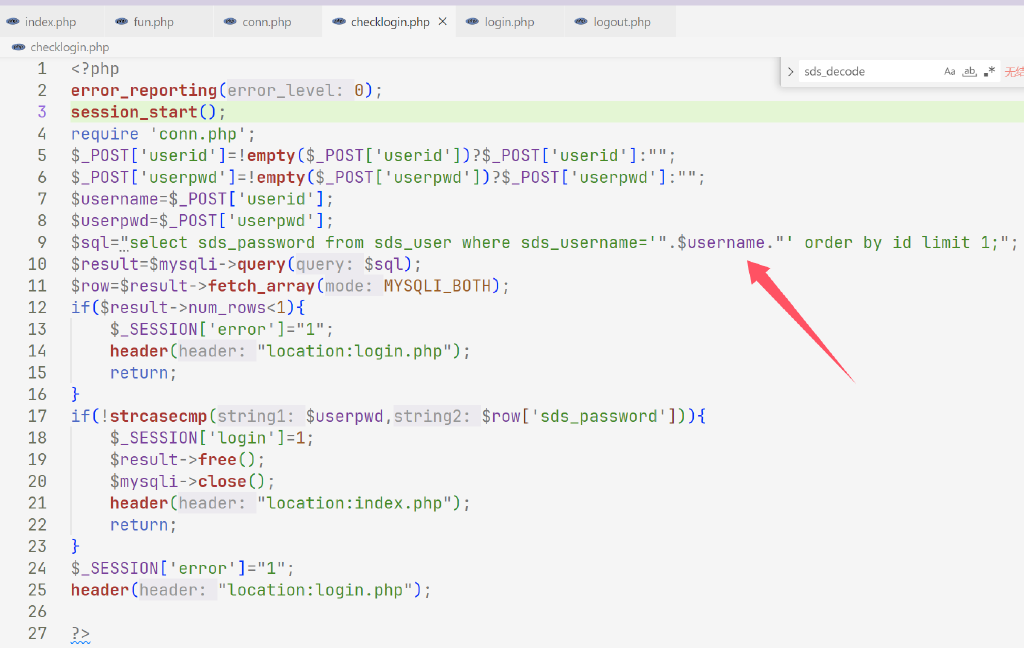 index.php fun.php conn.php checklogin.php login.php logout.php
checklogin.php
sds_decode Aa ab .* 无结
1 <?php
2 error_reporting(error_level: 0);
3 session_start();
4 require 'conn.php';
5 $_POST['userid']=!empty($_POST['userid'])?$_POST['userid']:"";
6 $_POST['userpwd']=!empty($_POST['userpwd'])?$_POST['userpwd']:"";
7 $username=$_POST['userid'];
8 $userpwd=$_POST['userpwd'];
9 $sql="select sds_password from sds_user where sds_username='".$username."' order by id limit 1;";
10 $result=$mysqli->query(query: $sql);
11 $row=$result->fetch_array(mode: MYSQLI_BOTH);
12 if($result->num_rows<1){
13     $_SESSION['error']="1";
14     header(header: "location:login.php");
15     return;
16 }
17 if(!strcasecmp(string1: $userpwd,string2: $row['sds_password'])){
18     $_SESSION['login']=1;
19     $result->free();
20     $mysqli->close();
21     header(header: "location:index.php");
22     return;
23 }
24 $_SESSION['error']="1";
25 header(header: "location:login.php");
26
27 ?>